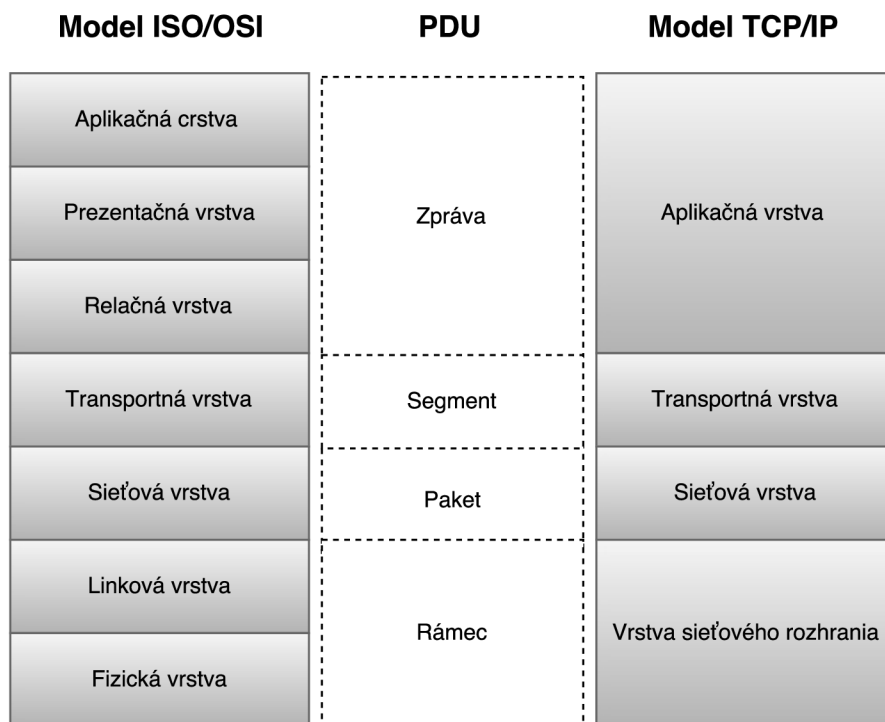 Model ISO/OSI
PDU
Model TCP/IP
Aplikačná crstva
Prezentačná vrstva
Relačná vrstva
Transportná vrstva
Sieťová vrstva
Linková vrstva
Fizická vrstva
Zpráva
Segment
Paket
Rámec
Aplikačná vrstva
Transportná vrstva
Sieťová vrstva
Vrstva sieťového rozhrania